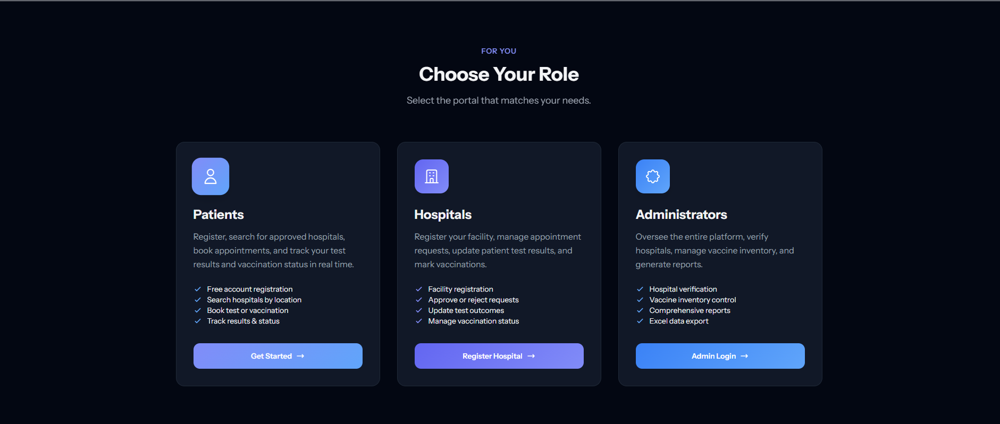 FOR YOU
Choose Your Role
Select the portal that matches your needs.
Patients
Register, search for approved hospitals,
book appointments, and track your test
results and vaccination status in real time.
Free account registration
Search hospitals by location
Book test or vaccination
Track results & status
Get Started →
Hospitals
Register your facility, manage appointment
requests, update patient test results, and
mark vaccinations.
Facility registration
Approve or reject requests
Update test outcomes
Manage vaccination status
Register Hospital →
Administrators
Oversee the entire platform, verify
hospitals, manage vaccine inventory, and
generate reports.
Hospital verification
Vaccine inventory control
Comprehensive reports
Excel data export
Admin Login →